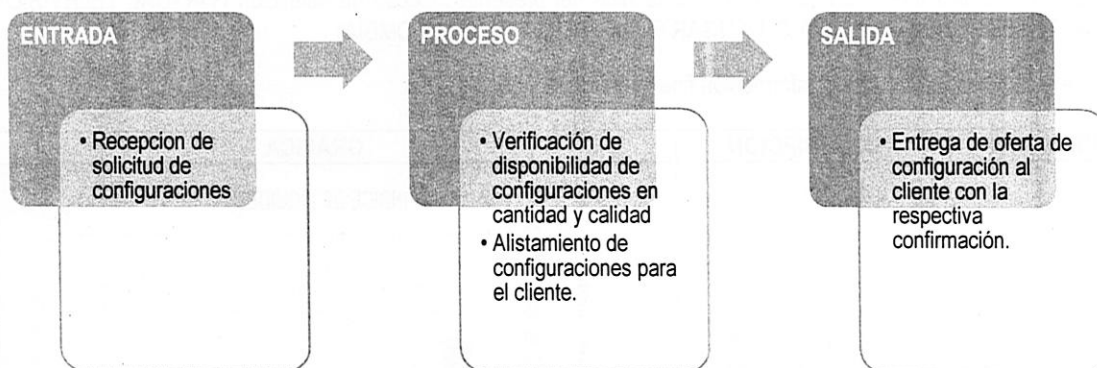 ENTRADA
• Recepcion de
solicitud de
configuraciones
PROCESO
• Verificación de
disponibilidad de
configuraciones en
cantidad y calidad
• Alistamiento de
configuraciones para
el cliente.
SALIDA
• Entrega de oferta de
configuración al
cliente con la
respectiva
confirmación.